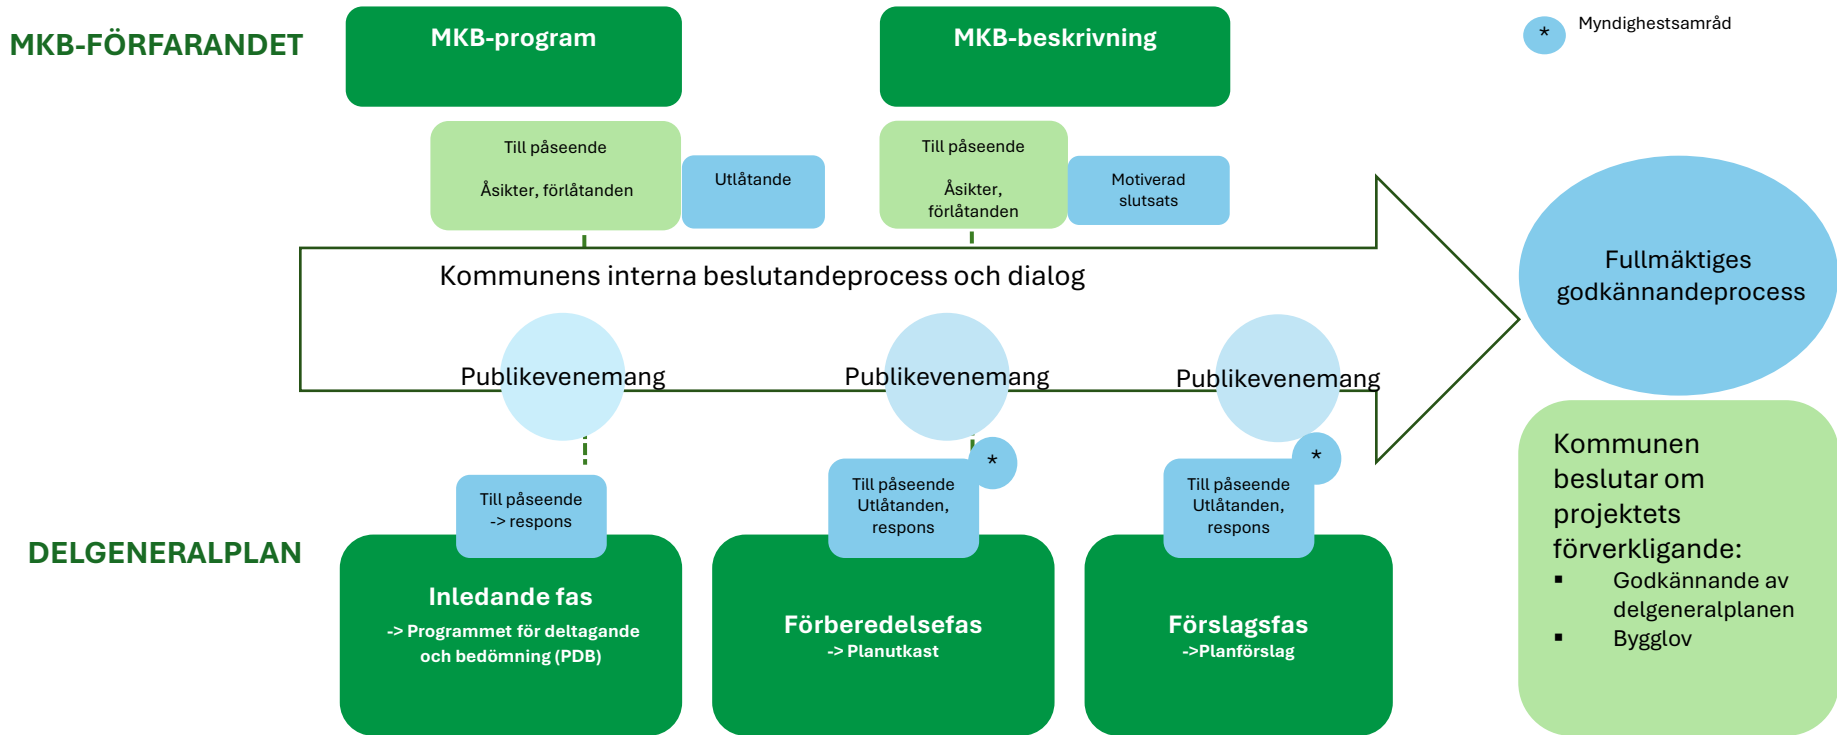 MKB-FÖRFARANDET
MKB-program
MKB-beskrivning
*
Myndighestsamråd
Till påseende
Åsikter, förlåtanden
Utlåtande
Till påseende
Åsikter,
förlåtanden
Motiverad
slutsats
Kommunens interna beslutandeprocess och dialog
Publikevenemang
Publikevenemang
Publikevenemang
Fullmäktiges
godkännandeprocess
DELGENERALPLAN
Till påseende
-> respons
Inledande fas
-> Programmet för deltagande
och bedömning (PDB)
*
Till påseende
Utlåtanden,
respons
Förberedelsefas
-> Planutkast
*
Till påseende
Utlåtanden,
respons
Förslagsfas
->Planförslag
Kommunen
beslutar om
projektets
förverkligande:
▪ Godkännande av
delgeneralplanen
▪ Bygglov